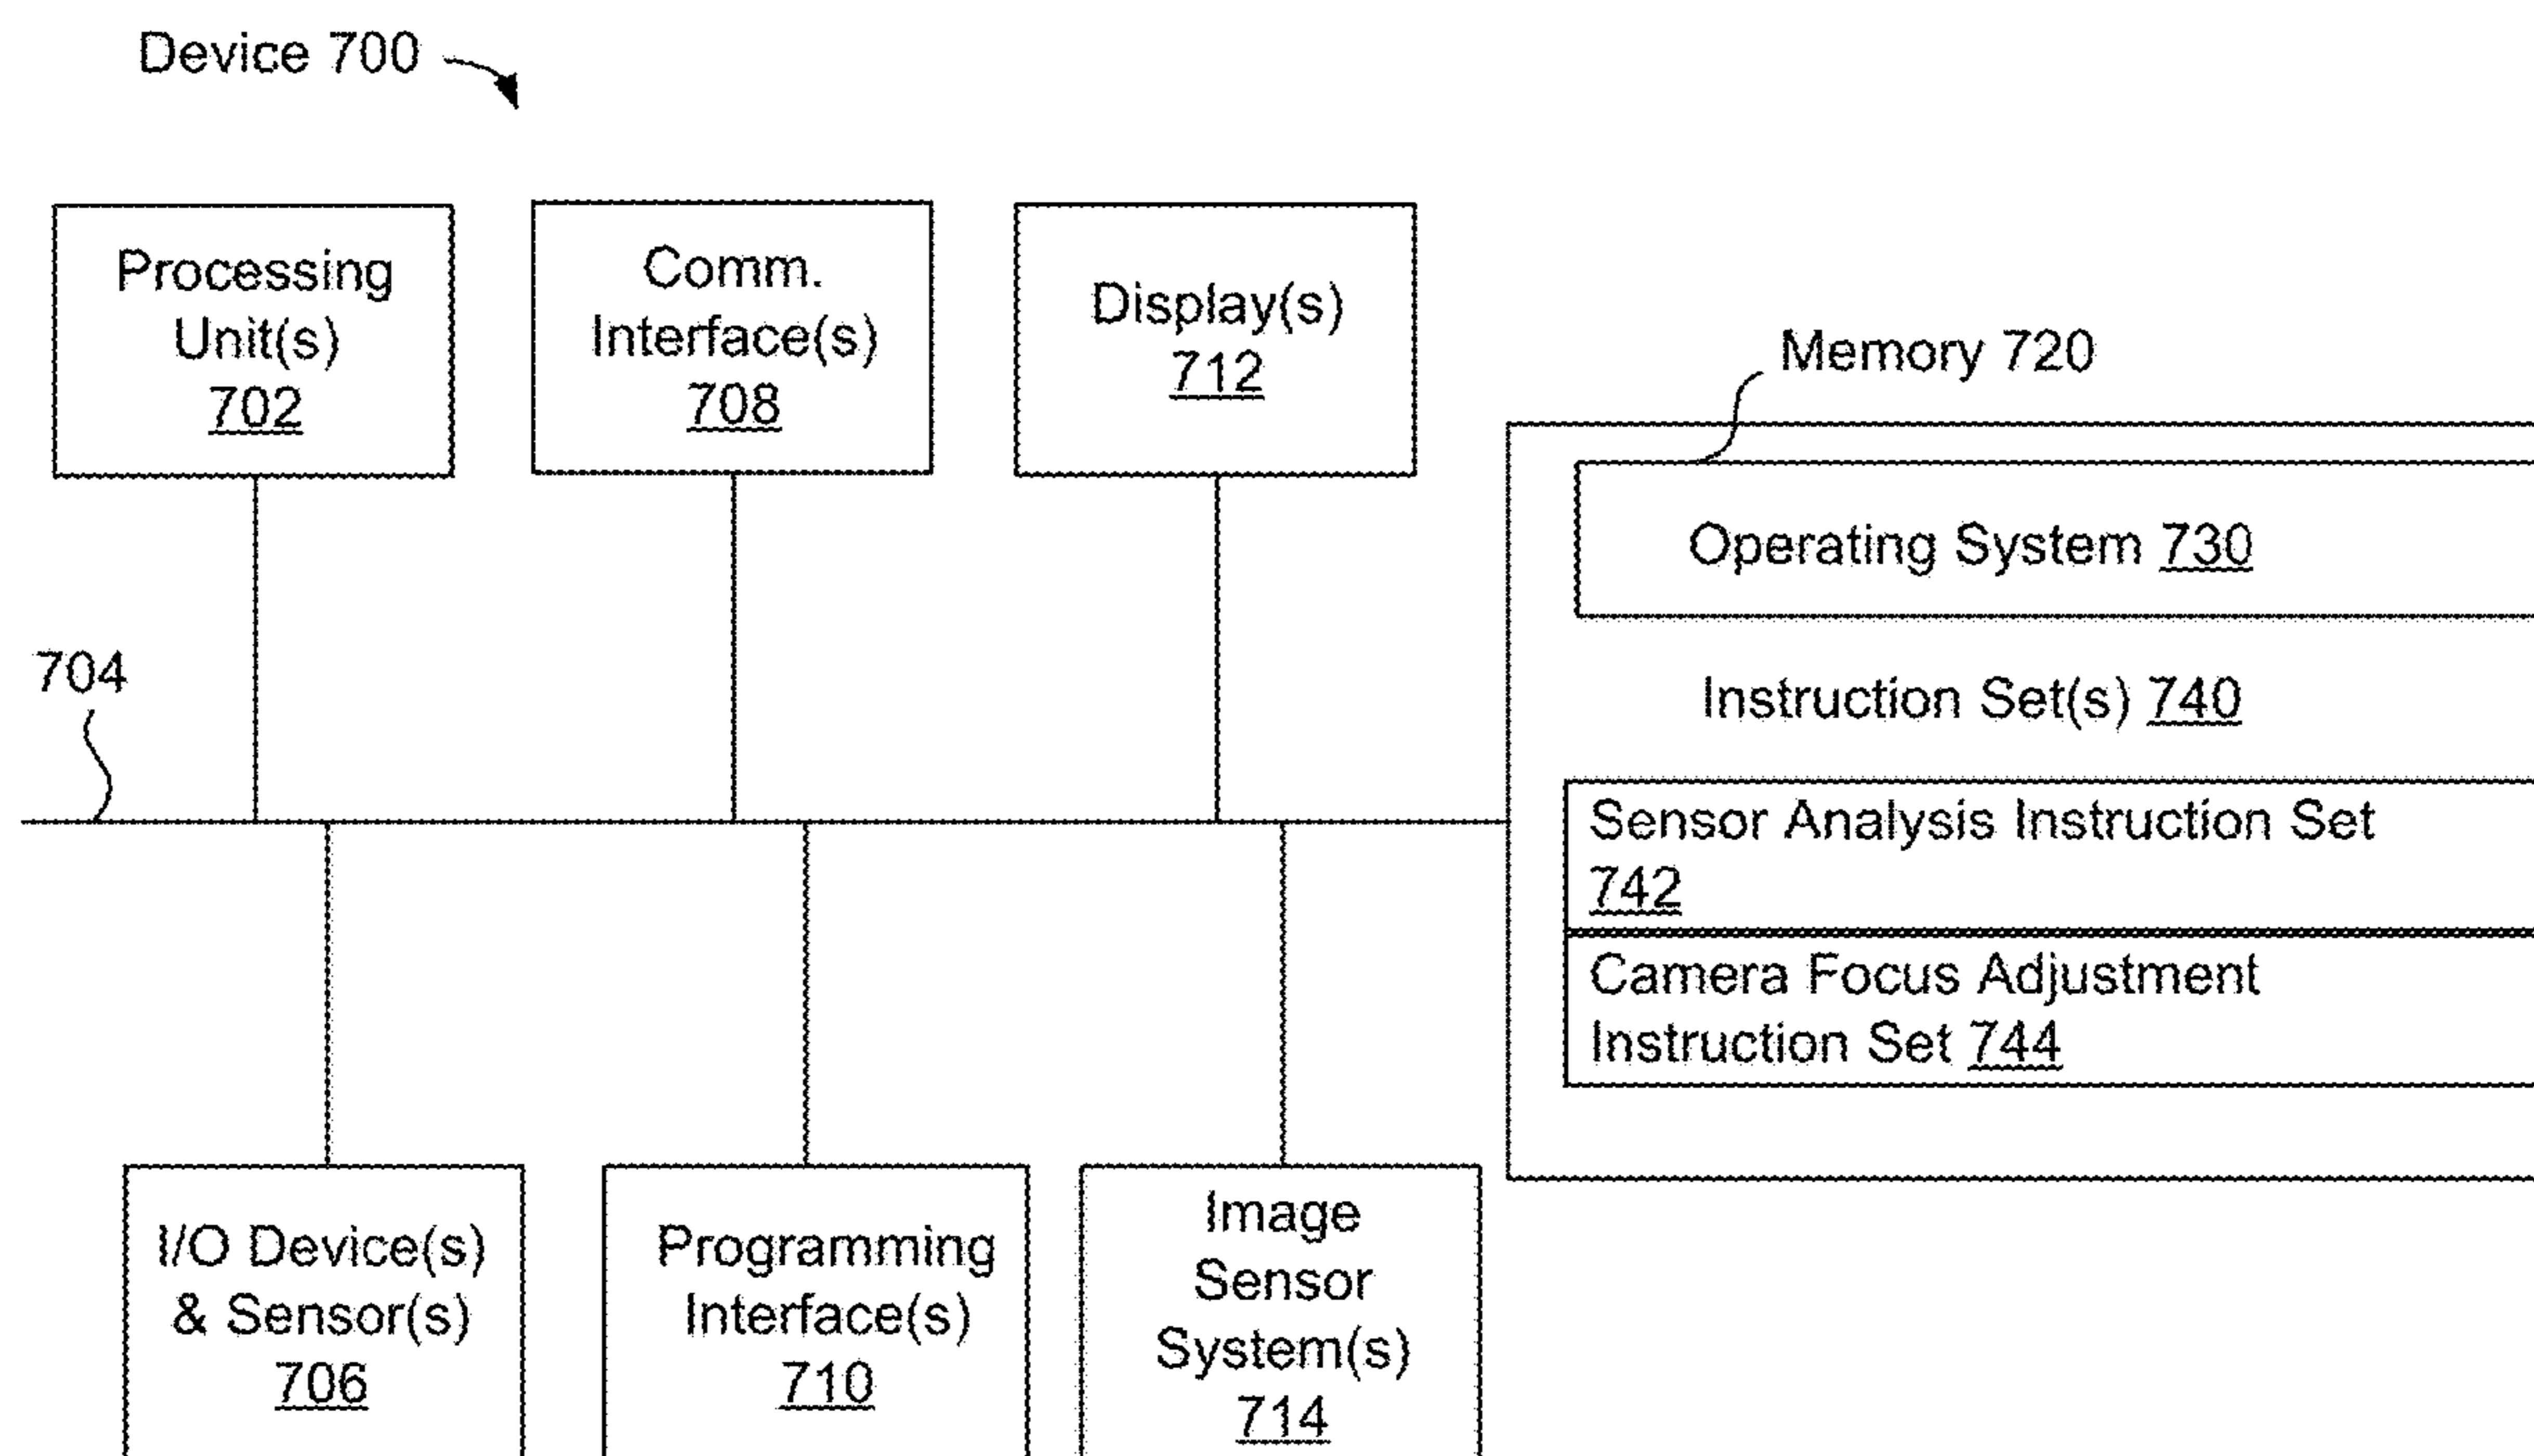 Device 700
Processing
Unit(s)
702
Comm.
Interface(s)
708
Display(s)
712
Memory 720
Operating System 730
Instruction Set(s) 740
704
Sensor Analysis Instruction Set
742
Camera Focus Adjustment
Instruction Set 744
I/O Device(s)
& Sensor(s)
706
Programming
Interface(s)
710
Image
Sensor
System(s)
714